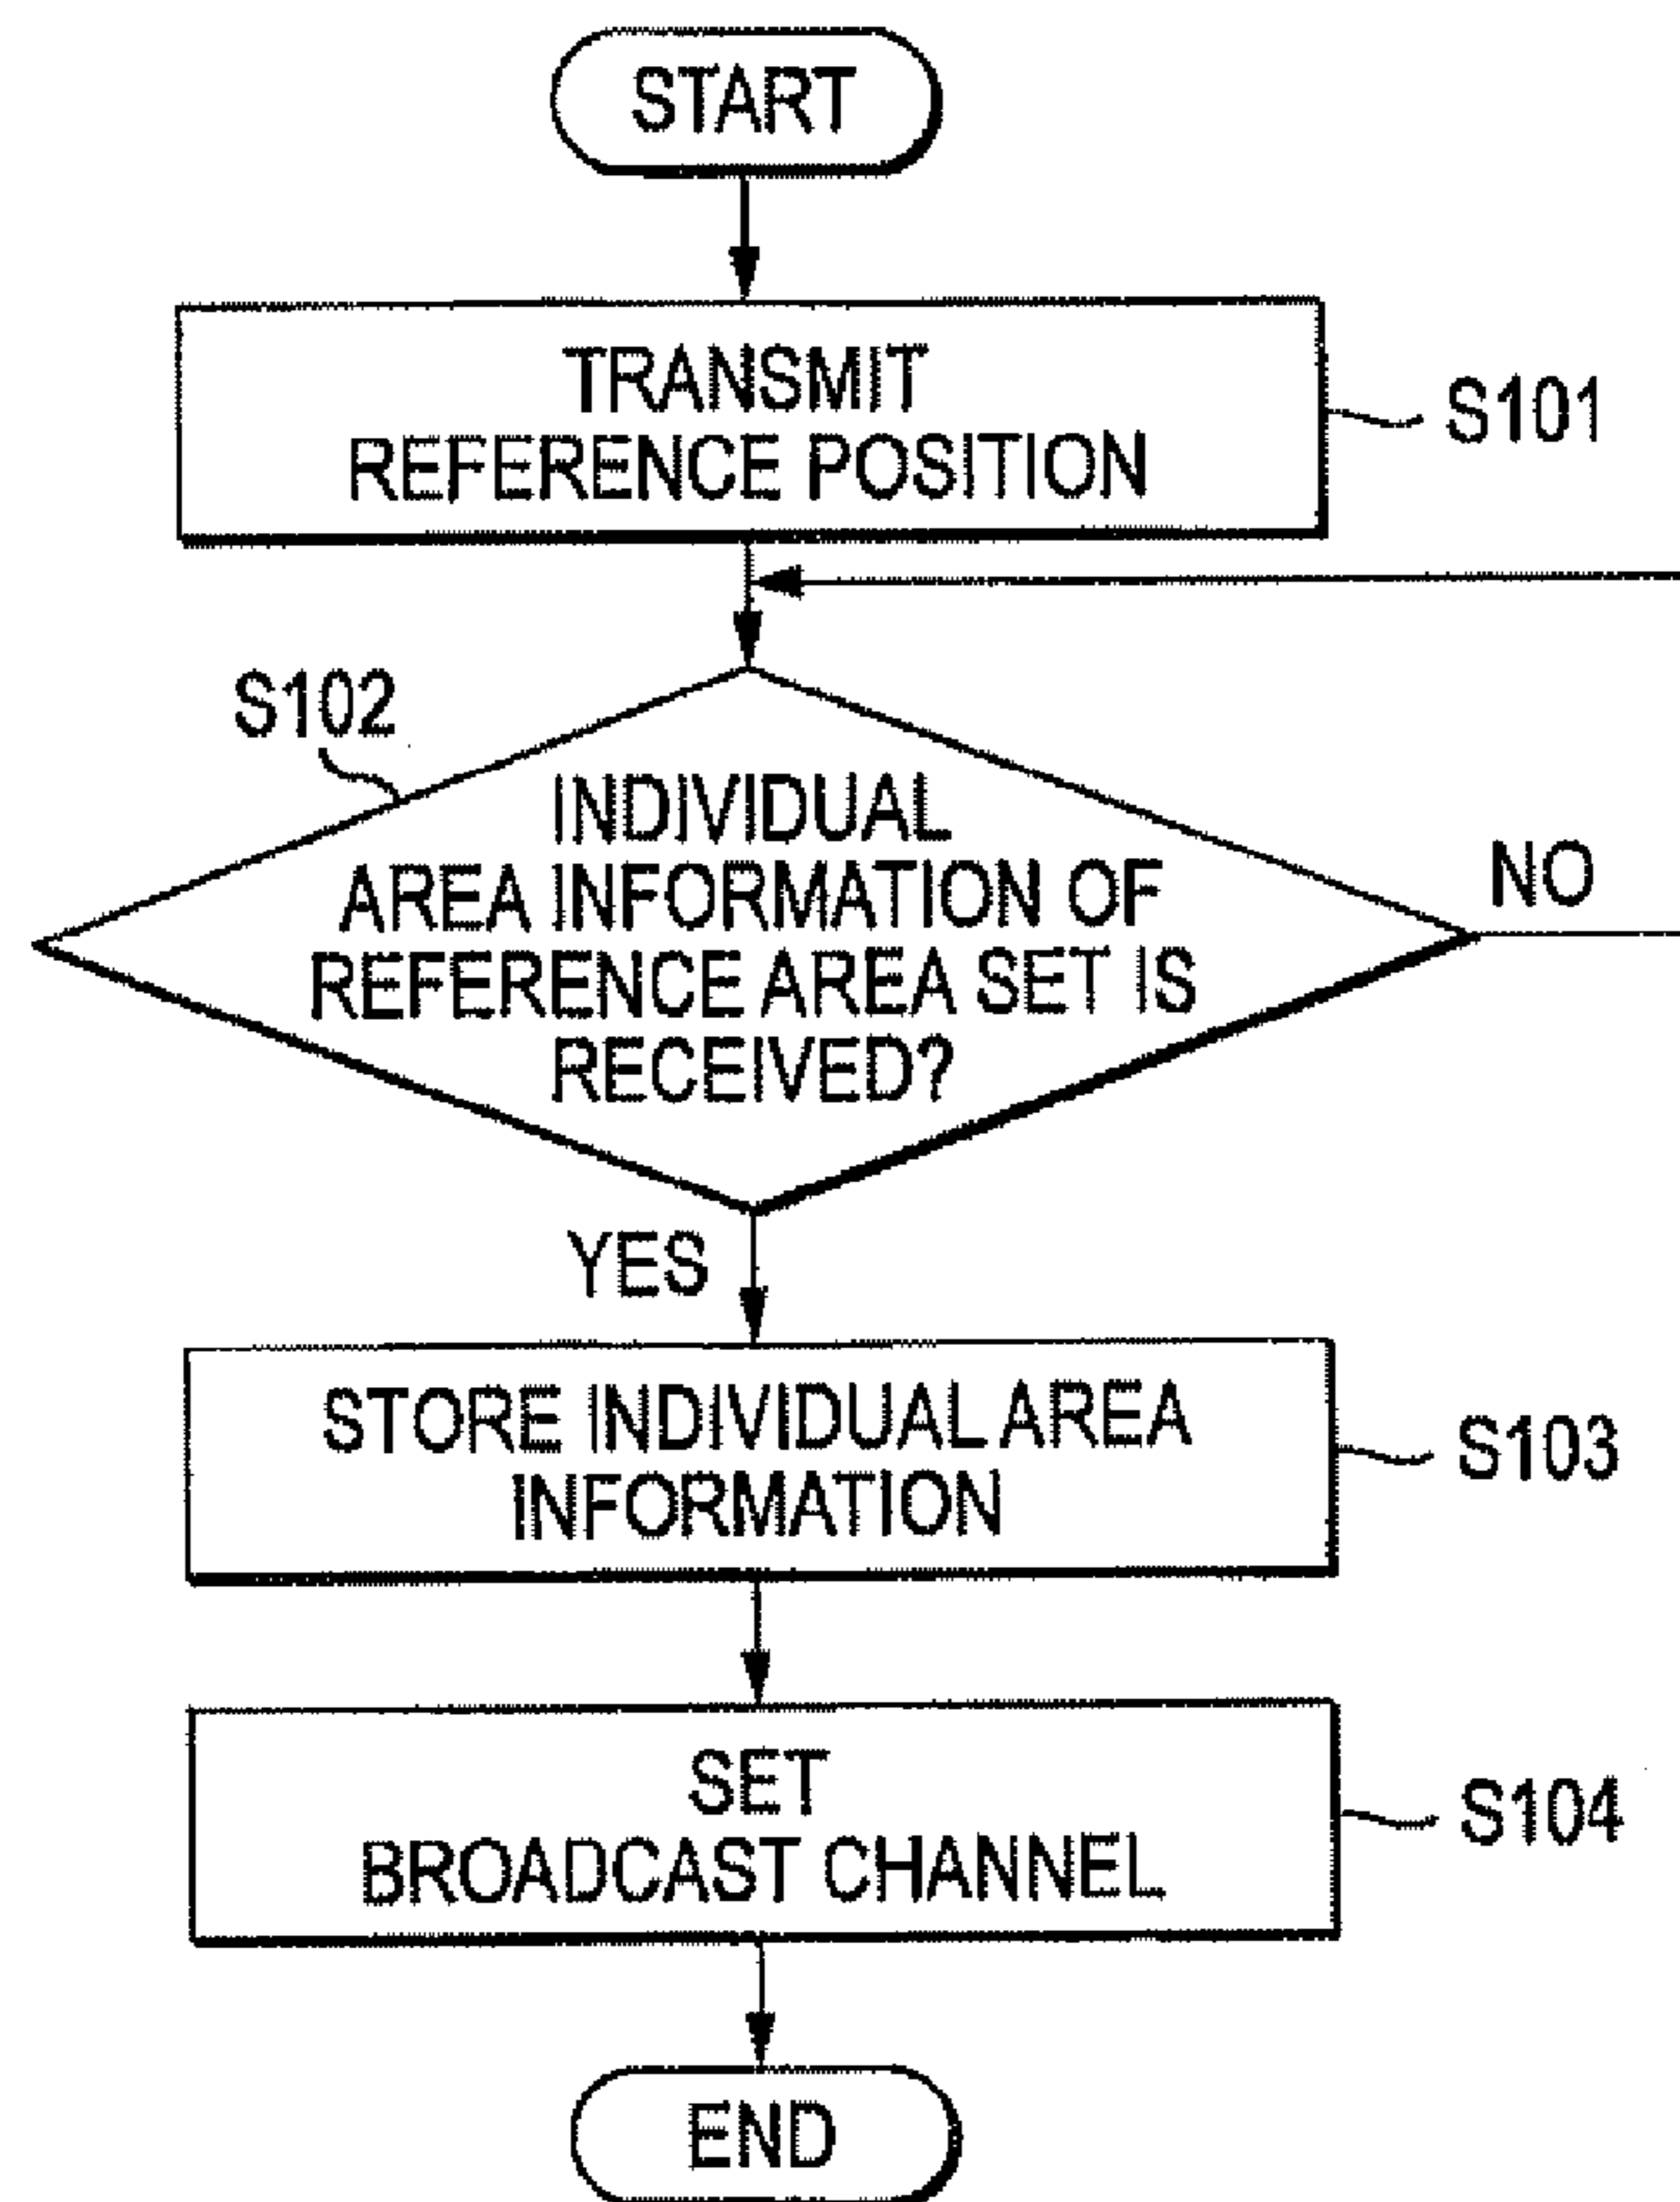 START
TRANSMIT
REFERENCE POSITION
S101
S102
INDIVIDUAL
AREA INFORMATION OF
REFERENCE AREA SET IS
RECEIVED?
NO
YES
STORE INDIVIDUAL AREA
INFORMATION
S103
SET
BROADCAST CHANNEL
S104
END